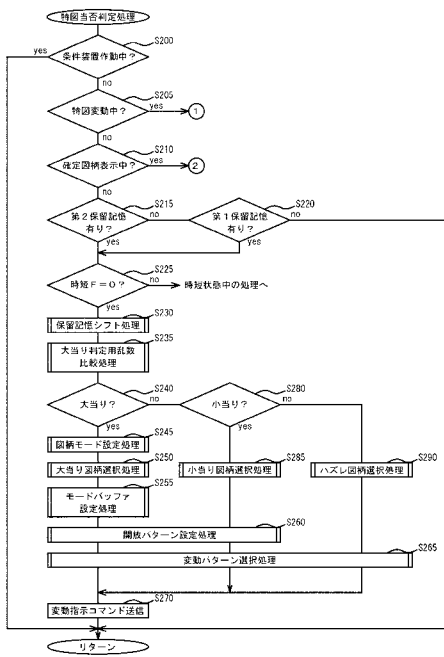 特図当否判定処理
S200
条件装置作動中？
yes
no
S205
特図変動中？
yes
1
no
S210
確定図柄表示中？
yes
2
no
S215
第2保留記憶
有り？
no
yes
S220
第1保留記憶
有り？
no
yes
S225
時短F=0？
no
時短状態中の処理へ
yes
S230
保留記憶シフト処理
S235
大当り判定用乱数
比較処理
S240
大当り？
no
yes
S280
小当り？
no
yes
S245
図柄モード設定処理
S250
大当り図柄選択処理
S285
小当り図柄選択処理
S290
ハズレ図柄選択処理
S255
モードバッファ
設定処理
S260
開放パターン設定処理
S265
変動パターン選択処理
S270
変動指示コマンド送信
リターン